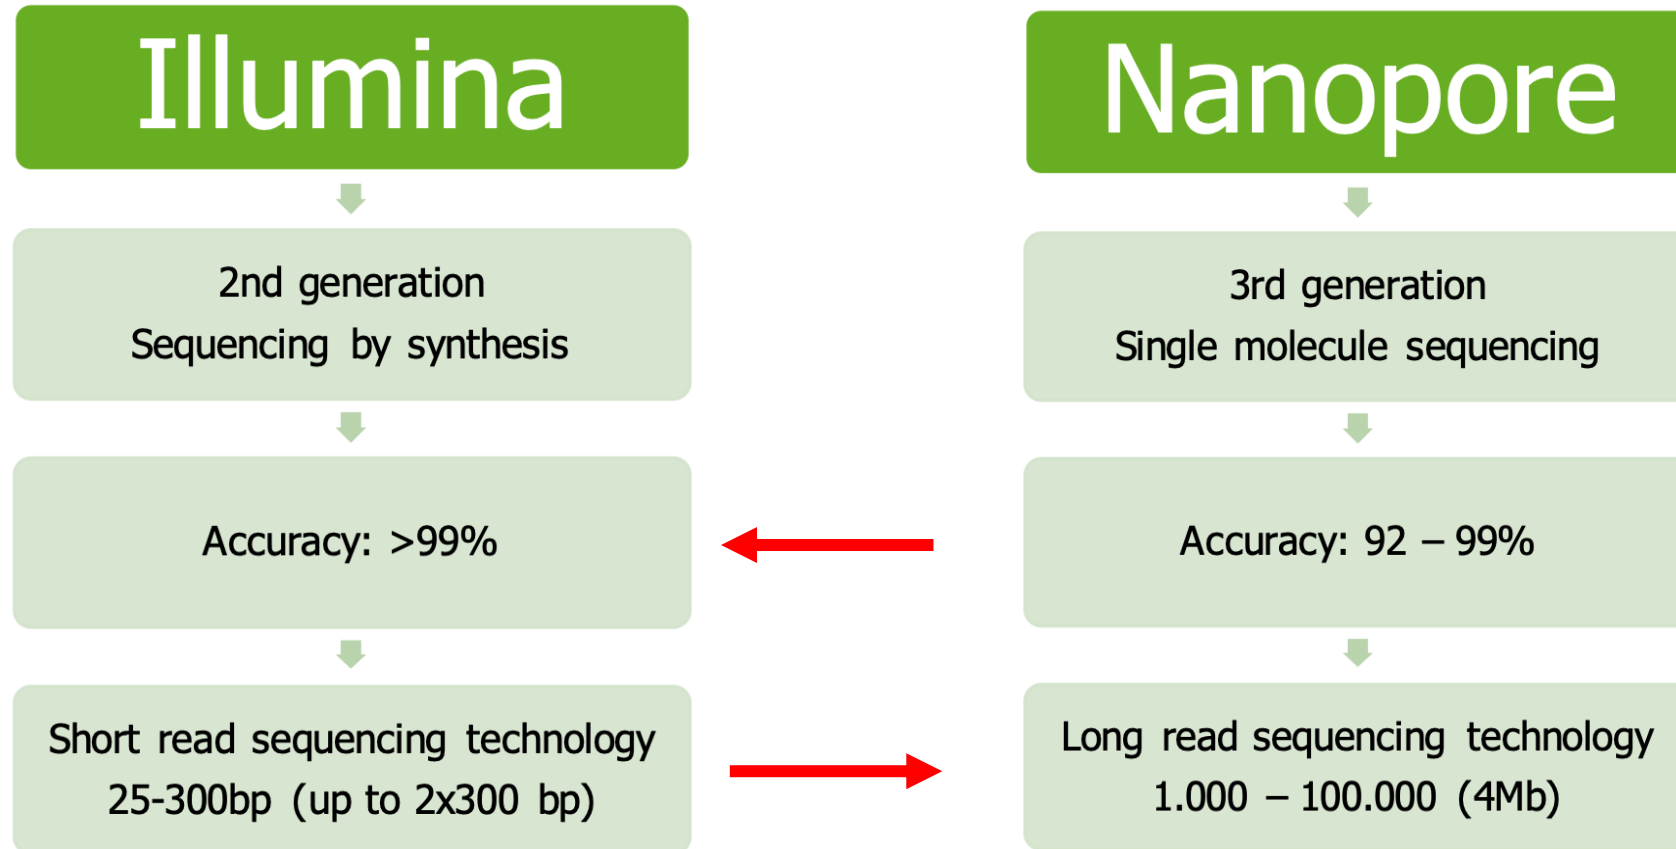 Illumina
2nd generation
Sequencing by synthesis
Accuracy: >99%
Short read sequencing technology
25-300bp (up to 2x300 bp)
Nanopore
3rd generation
Single molecule sequencing
Accuracy: 92 – 99%
Long read sequencing technology
1.000 – 100.000 (4Mb)